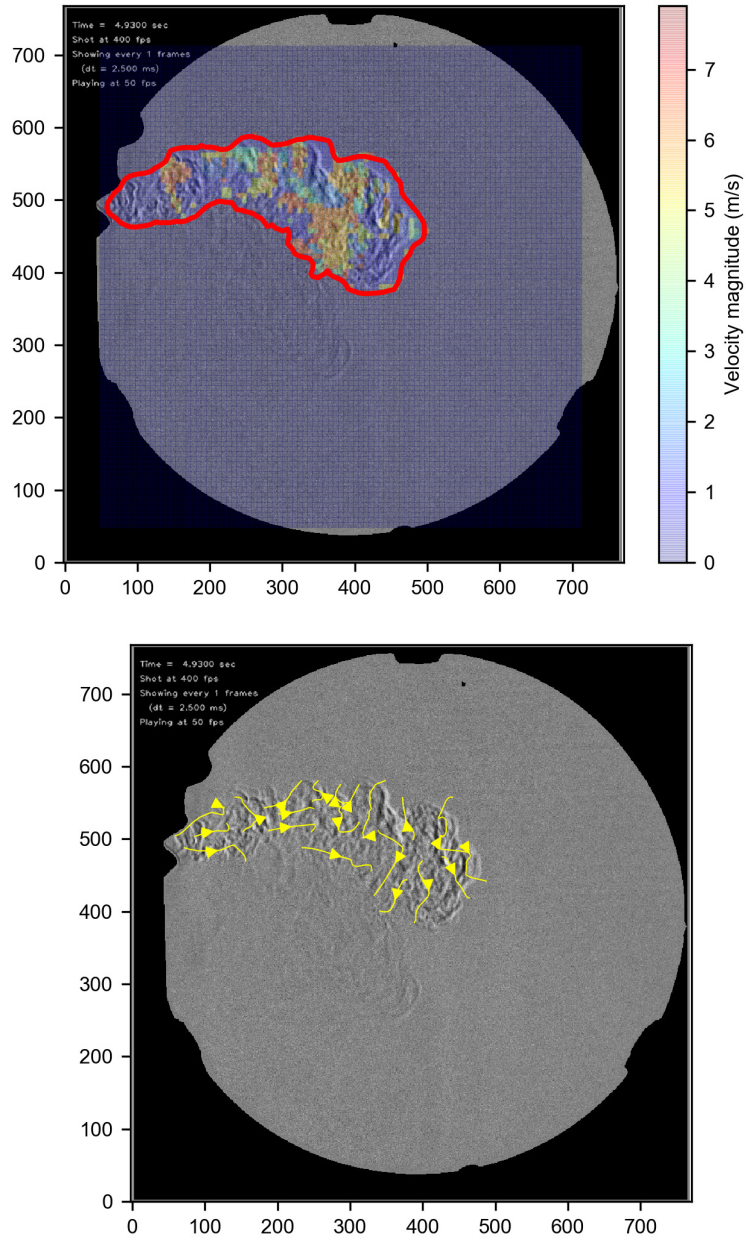 Time =  4.9300 sec
Shot at 400 fps
Showing every 1 frames
(dt = 2.500 ms)
Playing at 50 fps
700
600
500
400
300
200
100
0
0 100 200 300 400 500 600 700
7
6
5
4
3
2
1
0
Velocity magnitude (m/s)
Time =  4.9300 sec
Shot at 400 fps
Showing every 1 frames
(dt = 2.500 ms)
Playing at 50 fps
700
600
500
400
300
200
100
0
0 100 200 300 400 500 600 700